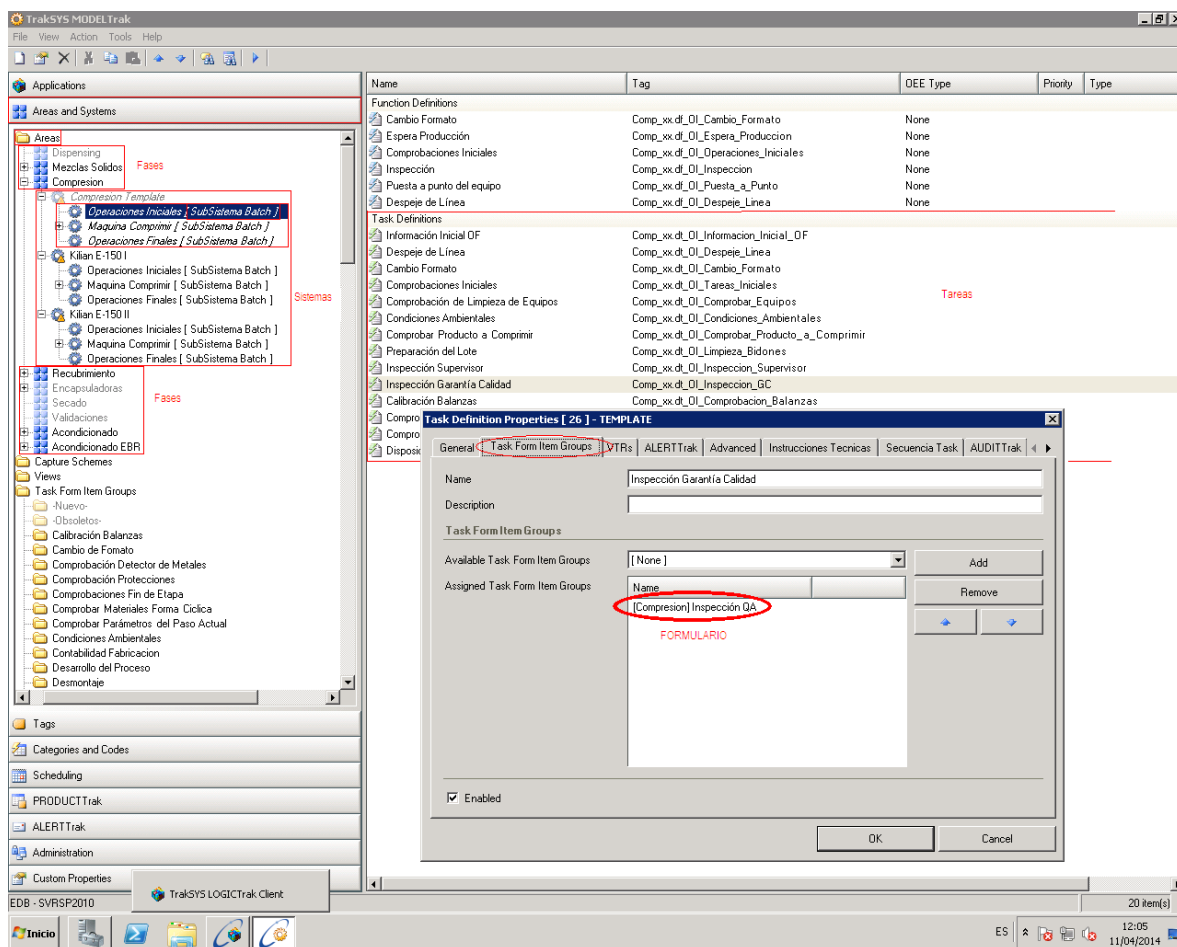 TrakSYS MODELTrak
File View Action Tools Help
Applications
Areas and Systems
Areas
Dispensing
Mezclas Solidos
Fases
Compresion
Compresion Template
Operaciones Iniciales [ SubSistema Batch ]
Maquina Comprimir [ SubSistema Batch ]
Operaciones Finales [ SubSistema Batch ]
Kilian E-150 I
Operaciones Iniciales [ SubSistema Batch ]
Maquina Comprimir [ SubSistema Batch ]
Operaciones Finales [ SubSistema Batch ]
Sistemas
Kilian E-150 II
Operaciones Iniciales [ SubSistema Batch ]
Maquina Comprimir [ SubSistema Batch ]
Operaciones Finales [ SubSistema Batch ]
Recubrimiento
Encapsuladoras
Fases
Secado
Validaciones
Acondicionado
Acondicionado EBR
Capture Schemes
Views
Task Form Item Groups
-Nuevo-
-Obsoletos-
Calibración Balanzas
Cambio de Fomato
Comprobación Detector de Metales
Comprobación Protecciones
Comprobaciones Fin de Etapa
Comprobar Materiales Forma Ciclica
Comprobar Parámetros del Paso Actual
Condiciones Ambientales
Contabilidad Fabricacion
Desarrollo del Proceso
Desmontaje
Tags
Categories and Codes
Scheduling
PRODUCTTrak
ALERTTrak
Administration
Custom Properties
Name Tag OEE Type Priority Type
Function Definitions
Cambio Formato Comp_xx.df_OI_Cambio_Formato None
Espera Producción Comp_xx.df_OI_Espera_Produccion None
Comprobaciones Iniciales Comp_xx.df_OI_Operaciones_Iniciales None
Inspección Comp_xx.df_OI_Inspeccion None
Puesta a punto del equipo Comp_xx.df_OI_Puesta_a_Punto None
Despeje de Línea Comp_xx.df_OI_Despeje_Linea None
Task Definitions
Información Inicial OF Comp_xx.dt_OI_Informacion_Inicial_OF
Despeje de Línea Comp_xx.dt_OI_Despeje_Linea
Cambio Formato Comp_xx.dt_OI_Cambio_Formato
Comprobaciones Iniciales Comp_xx.dt_OI_Tareas_Iniciales
Tareas
Comprobación de Limpieza de Equipos Comp_xx.dt_OI_Comprobar_Equipos
Condiciones Ambientales Comp_xx.dt_OI_Condiciones_Ambientales
Comprobar Producto a Comprimir Comp_xx.dt_OI_Comprobar_Producto_a_Comprimir
Preparación del Lote Comp_xx.dt_OI_Limpieza_Bidones
Inspección Supervisor Comp_xx.dt_OI_Inspeccion_Supervisor
Inspección Garantía Calidad Comp_xx.dt_OI_Inspeccion_GC
Calibración Balanzas Comp_xx.dt_OI_Comprobacion_Balanzas
Compro
Compro
Disposi
Task Definition Properties [ 26 ] - TEMPLATE
General Task Form Item Groups VTRs ALERTTrak Advanced Instrucciones Tecnicas Secuencia Task AUDITTrak
Name Inspección Garantía Calidad
Description
Task Form Item Groups
Available Task Form Item Groups [ None ] Add
Assigned Task Form Item Groups Name Remove
[Compresion] Inspección QA
FORMULARIO
Enabled
OK Cancel
TrakSYS LOGICTrak Client
EDB - SVRSP2010 20 item(s)
Inicio ES 12:05
11/04/2014